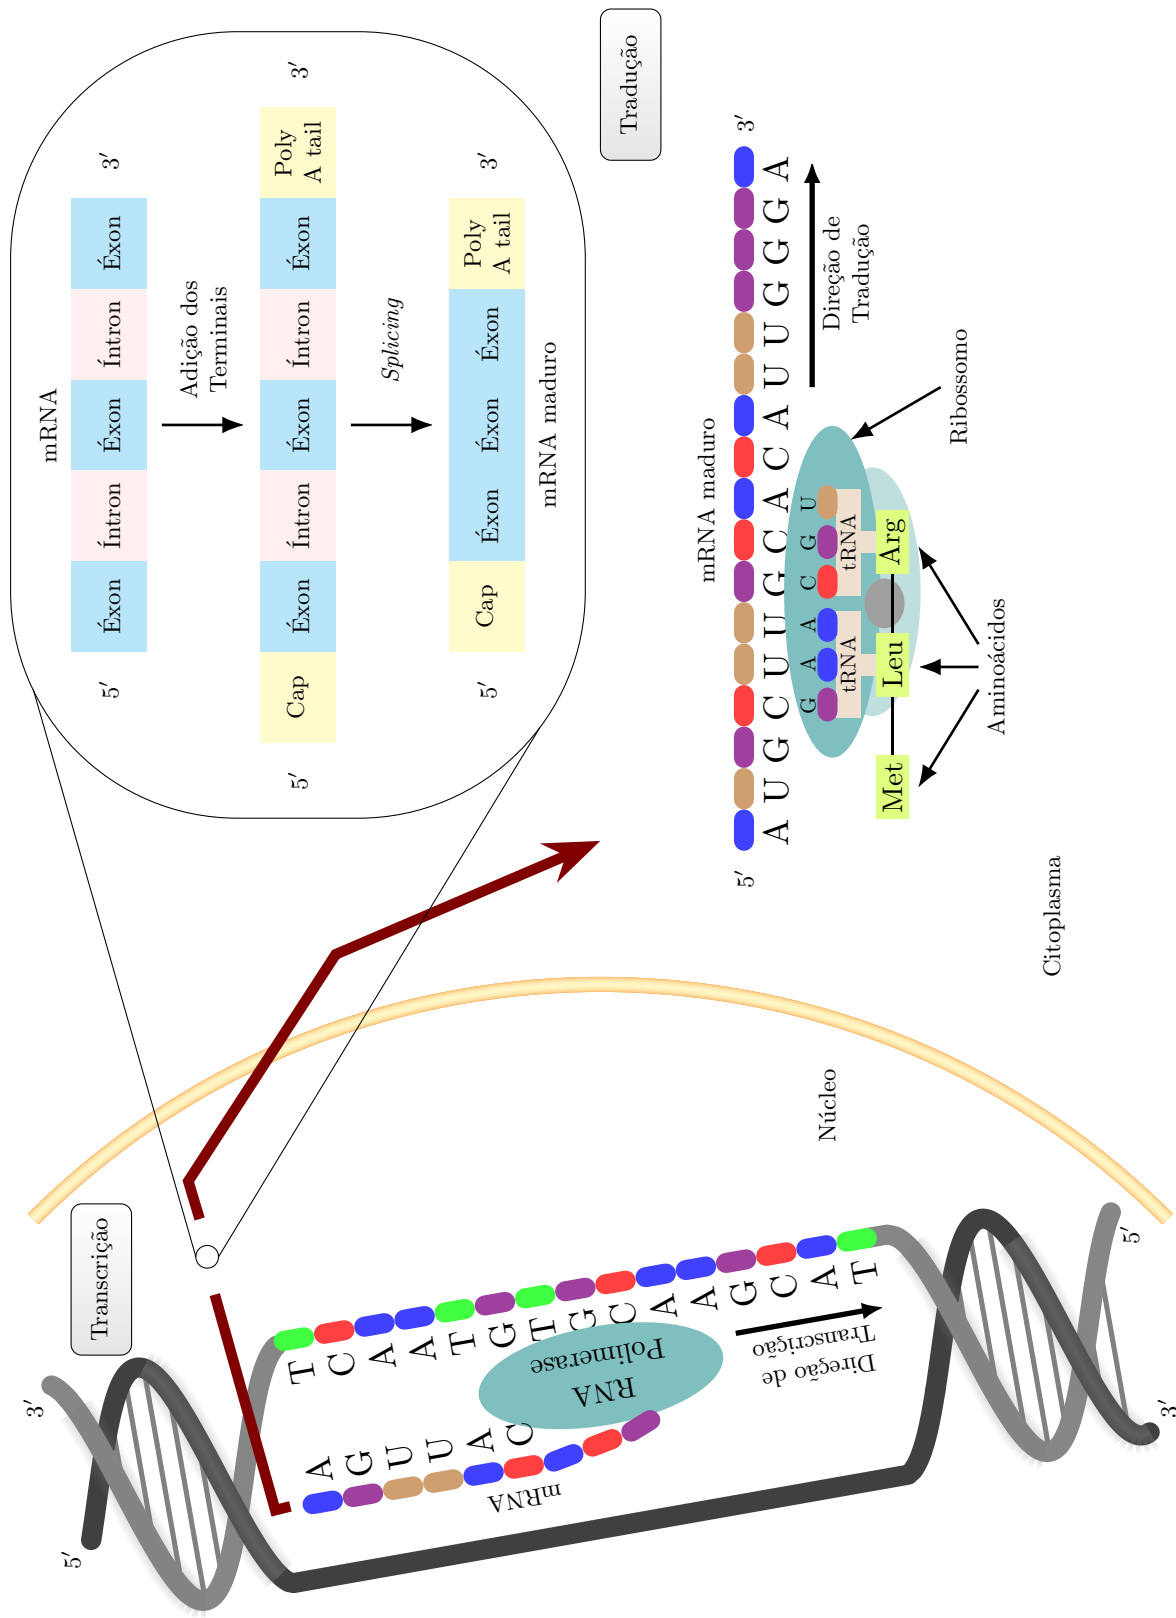 Transcrição
3′
5′
T
C
A
A
T
G
T
G
C
A
A
G
C
A
T
RNA
Polimerase
A
G
U
U
A
C
mRNA
Direção de
Transcrição
5′
3′
Núcleo
Citoplasma
mRNA
5′ Éxon Íntron Éxon Íntron Éxon 3′
Adição dos
Terminais
5′ Cap Éxon Íntron Éxon Íntron Éxon Poly
A tail 3′
Splicing
5′ Cap Éxon Éxon Éxon Poly
A tail 3′
mRNA maduro
Tradução
mRNA maduro
5′ 3′
A U G C U U G C A C A U U G G G A
G A A C G U
tRNA tRNA
Met Leu Arg
Direção de
Tradução
Ribossomo
Aminoácidos